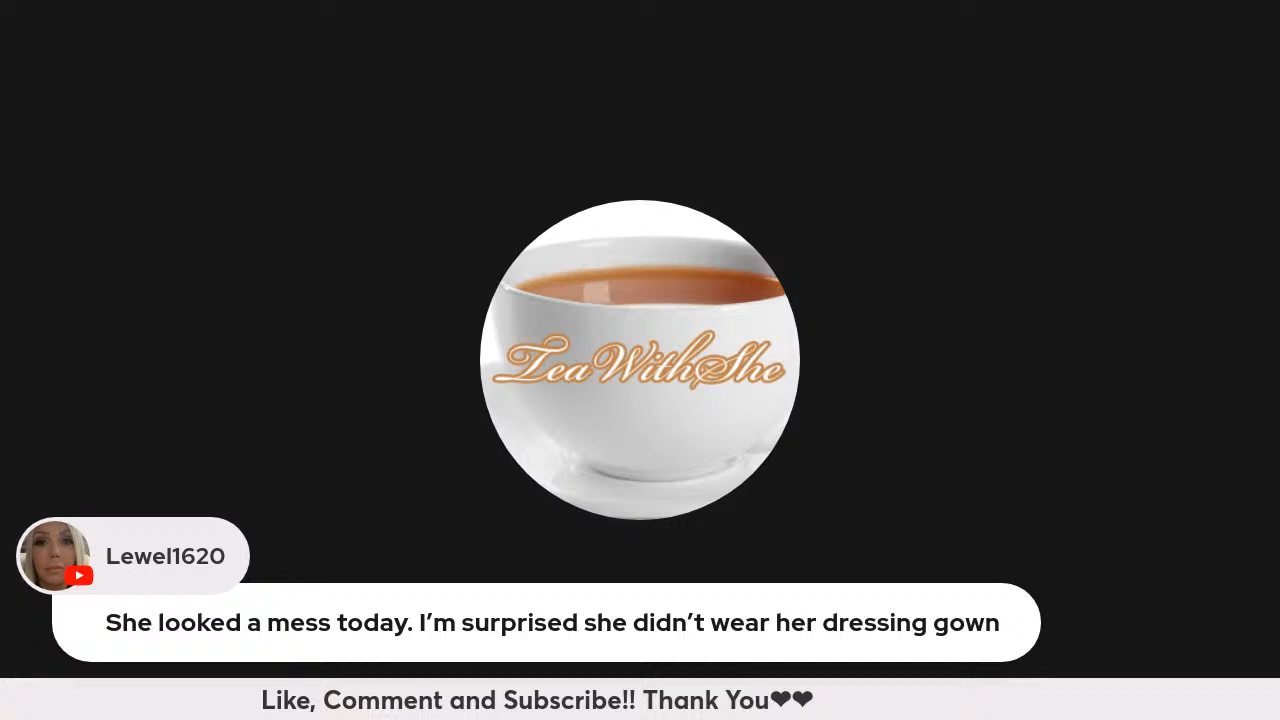 TeaWithShe
Lewel1620
She looked a mess today. I’m surprised she didn’t wear her dressing gown
Like, Comment and Subscribe!! Thank You❤❤